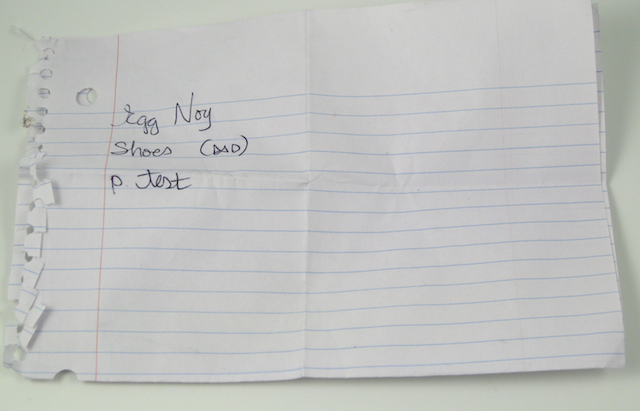 Egg Nog
Shoes (DAD)
p. test